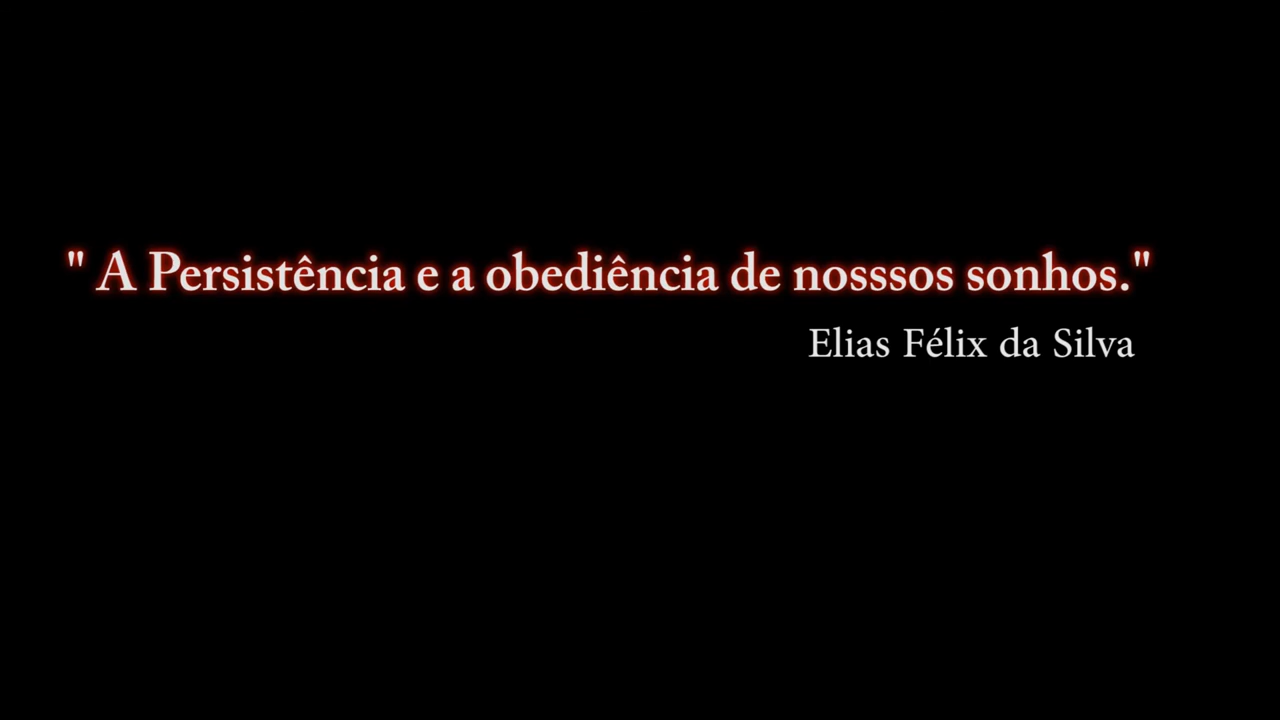 " A Persistência e a obediência de nosssos sonhos."
Elias Félix da Silva